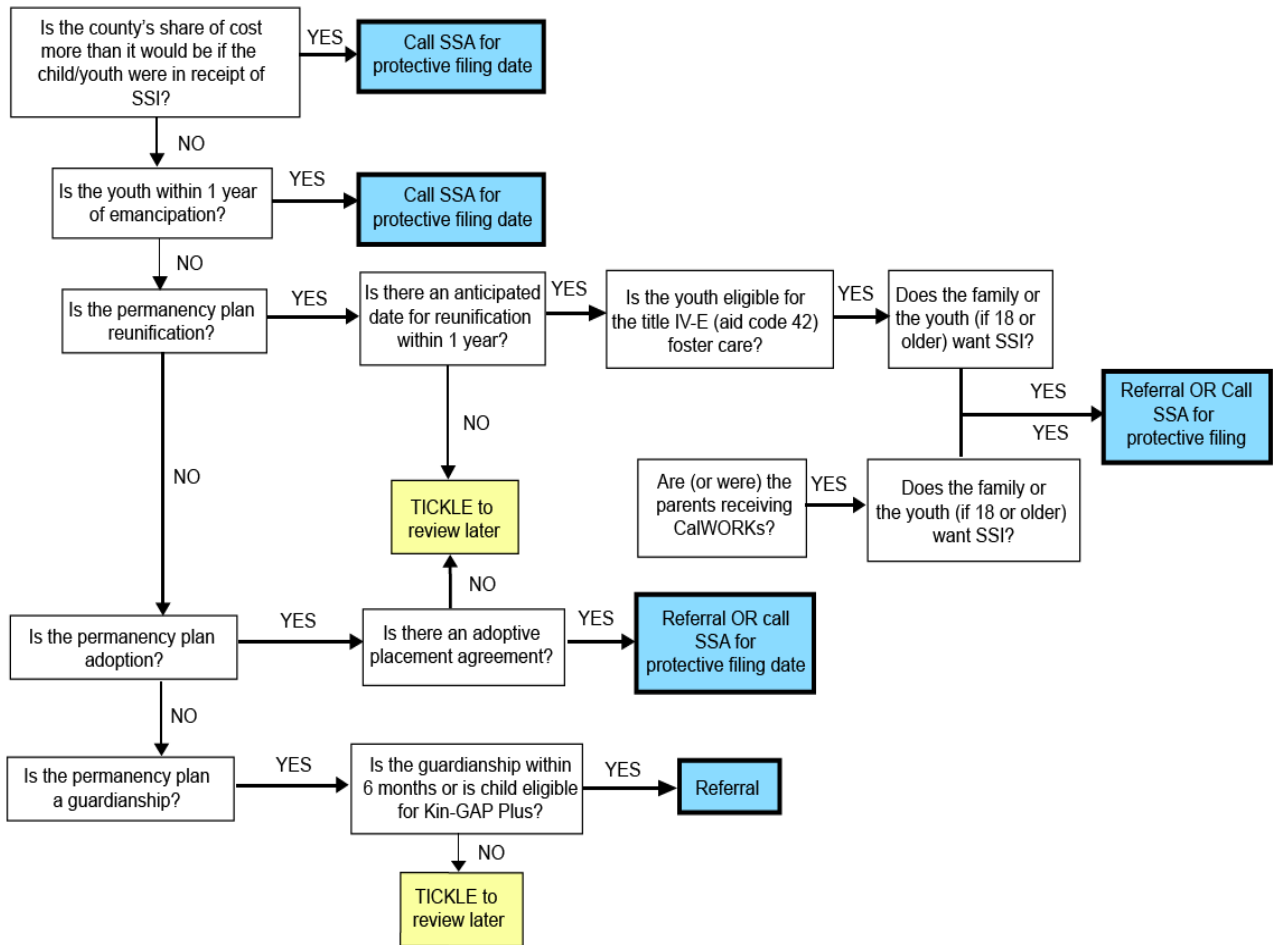 Is the county's share of cost
more than it would be if the
child/youth were in receipt of
SSI?
YES
Call SSA for
protective filing date
NO
Is the youth within 1 year
of emancipation?
YES
Call SSA for
protective filing date
NO
Is the permanency plan
reunification?
YES
Is there an anticipated
date for reunification
within 1 year?
YES
Is the youth eligible for
the title IV-E (aid code 42)
foster care?
YES
Does the family or
the youth (if 18 or
older) want SSI?
YES
YES
Referral OR Call
SSA for
protective filing
NO
NO
TICKLE to
review later
Are (or were) the
parents receiving
CalWORKs?
YES
Does the family or
the youth (if 18 or older)
want SSI?
NO
Is the permanency plan
adoption?
YES
Is there an adoptive
placement agreement?
YES
Referral OR call
SSA for
protective filing date
NO
Is the permanency plan
a guardianship?
YES
Is the guardianship within
6 months or is child eligible
for Kin-GAP Plus?
YES
Referral
NO
TICKLE to
review later